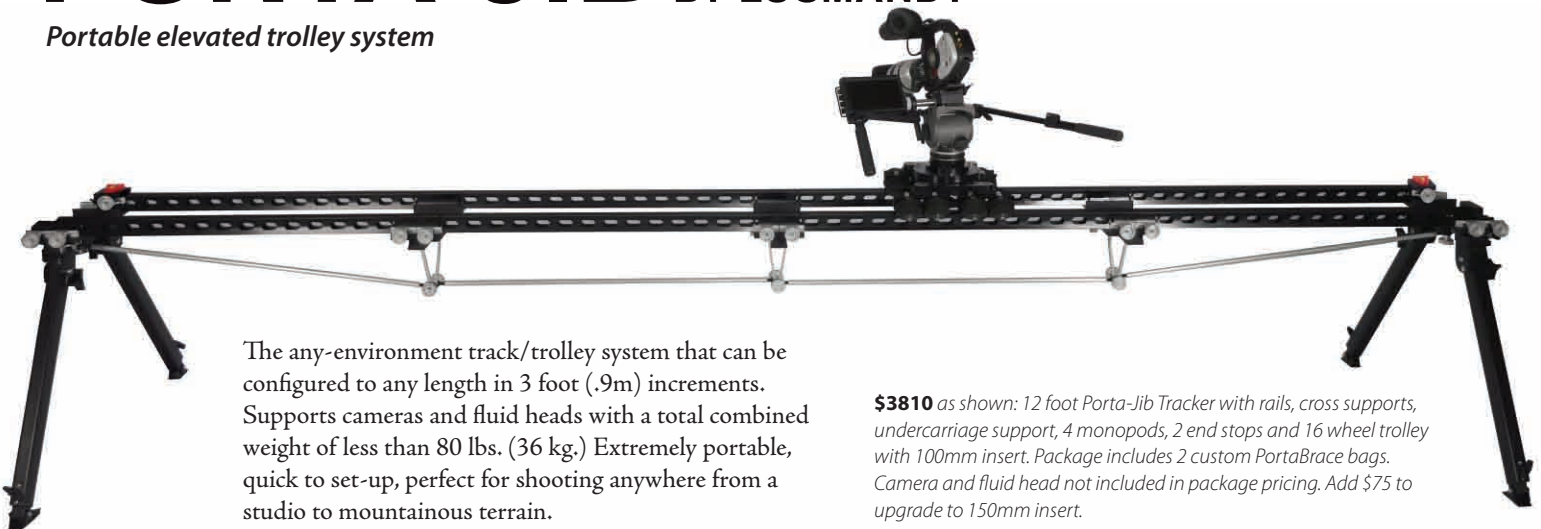 BY LOSMANDY
Portable elevated trolley system
The any-environment track/trolley system that can be
configured to any length in 3 foot (.9m) increments.
Supports cameras and fluid heads with a total combined
weight of less than 80 lbs. (36 kg.) Extremely portable,
quick to set-up, perfect for shooting anywhere from a
studio to mountainous terrain.
$3810 as shown: 12 foot Porta-Jib Tracker with rails, cross supports,
undercarriage support, 4 monopods, 2 end stops and 16 wheel trolley
with 100mm insert. Package includes 2 custom PortaBrace bags.
Camera and fluid head not included in package pricing. Add $75 to
upgrade to 150mm insert.